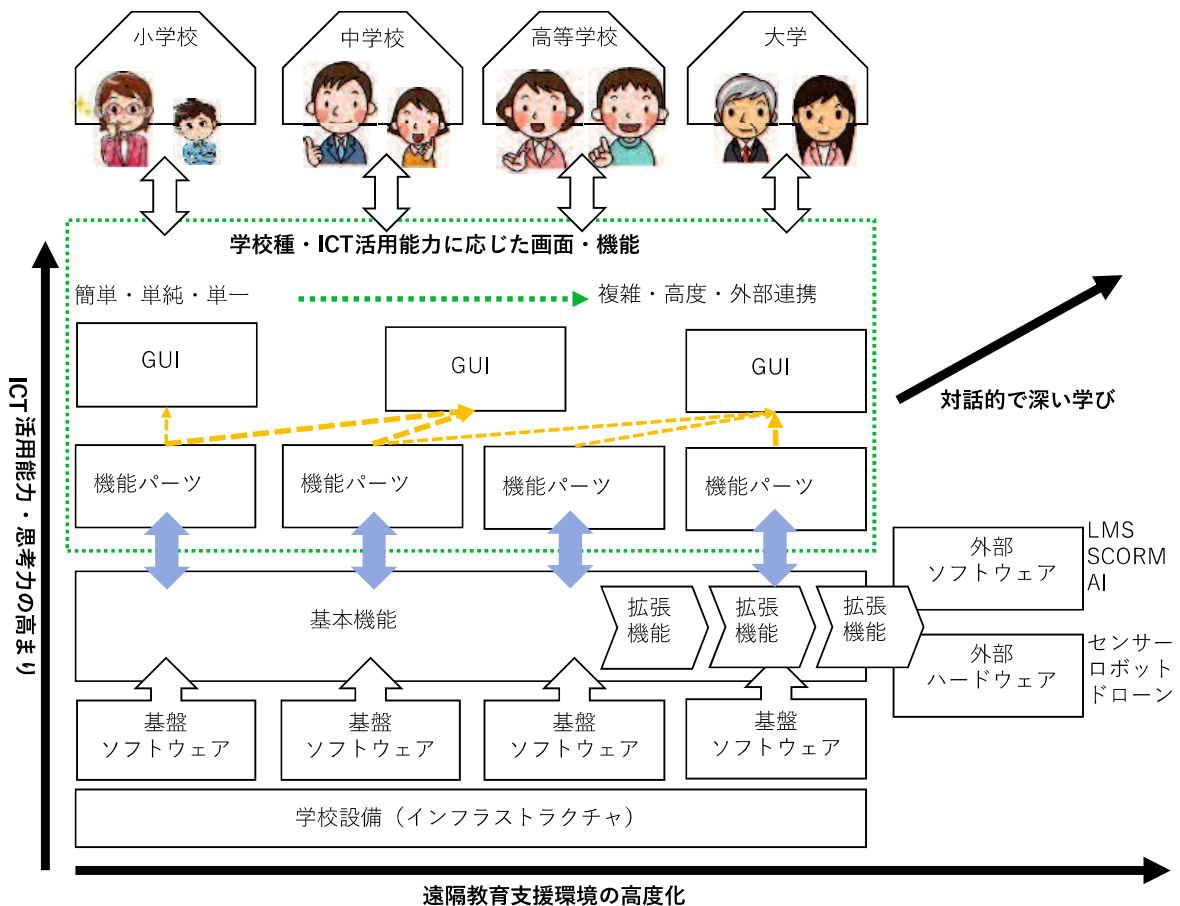 小学校
中学校
高等学校
大学
学校種・ICT活用能力に応じた画面・機能
簡単・単純・単一
複雑・高度・外部連携
GUI
GUI
GUI
機能パーツ
機能パーツ
機能パーツ
機能パーツ
ICT活用能力・思考力の高まり
対話的で深い学び
基本機能
拡張
機能
拡張
機能
拡張
機能
外部
ソフトウェア
LMS
SCORM
AI
外部
ハードウェア
センサー
ロボット
ドローン
基盤
ソフトウェア
基盤
ソフトウェア
基盤
ソフトウェア
基盤
ソフトウェア
学校設備（インフラストラクチャ）
遠隔教育支援環境の高度化